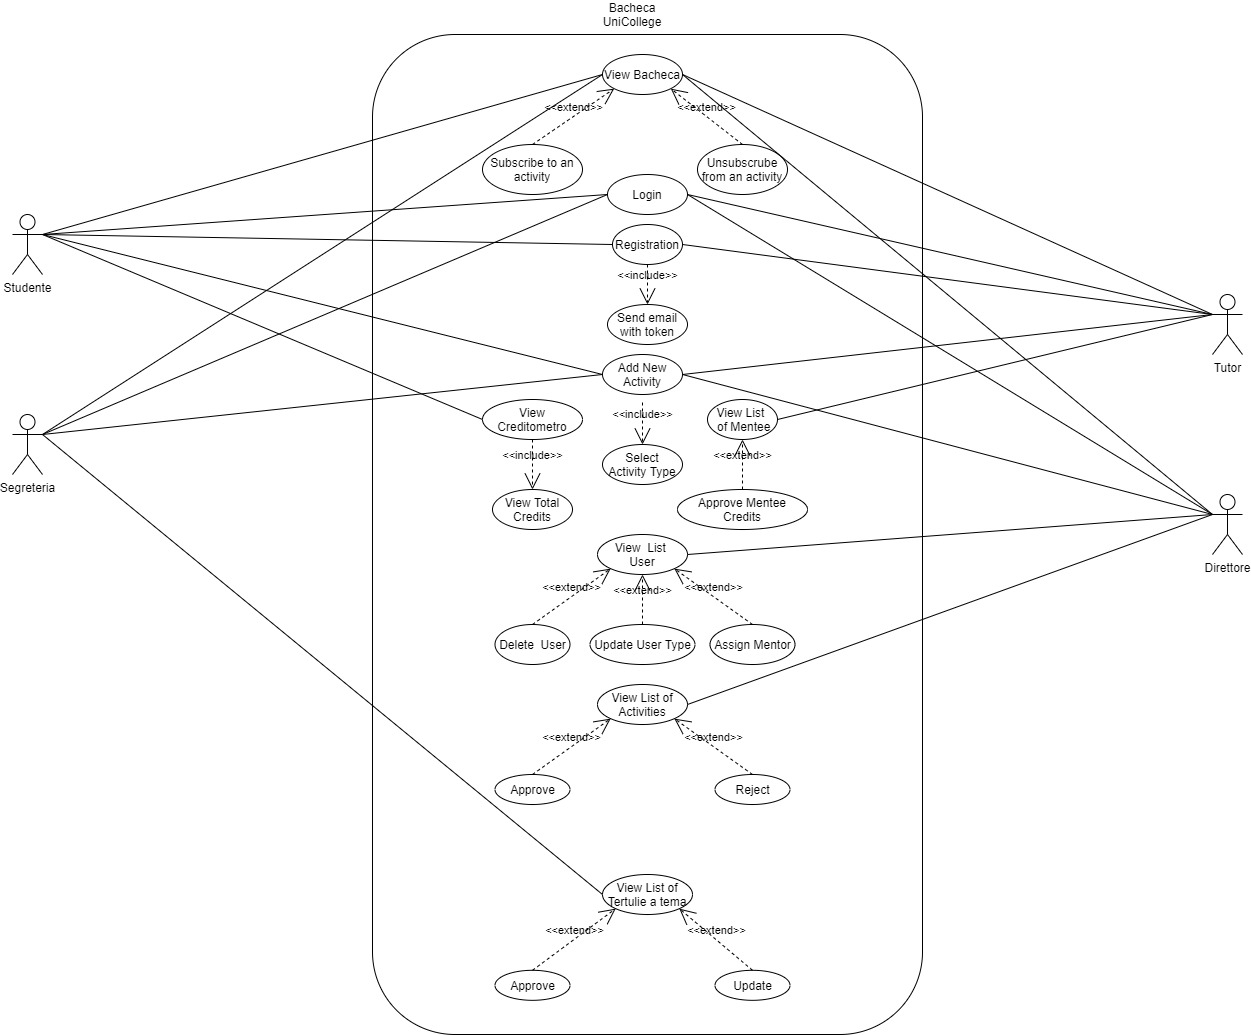 Bacheca
UniCollege
View Bacheca
<<extend>>
<<extend>>
Subscribe to an
activity
Unsubscrube
from an activity
Login
Registration
<<include>>
Studente
Send email
with token
Tutor
Add New
Activity
View
Creditometro
<<include>>
View List
of Mentee
<<include>>
<<extend>>
Select
Activity Type
Segreteria
View Total
Credits
Approve Mentee
Credits
View  List
User
Direttore
<<extend>>
<<extend>>
<<extend>>
Delete  User
Update User Type
Assign Mentor
View List of
Activities
<<extend>>
<<extend>>
Approve
Reject
View List of
Tertulie a tema
<<extend>>
<<extend>>
Approve
Update